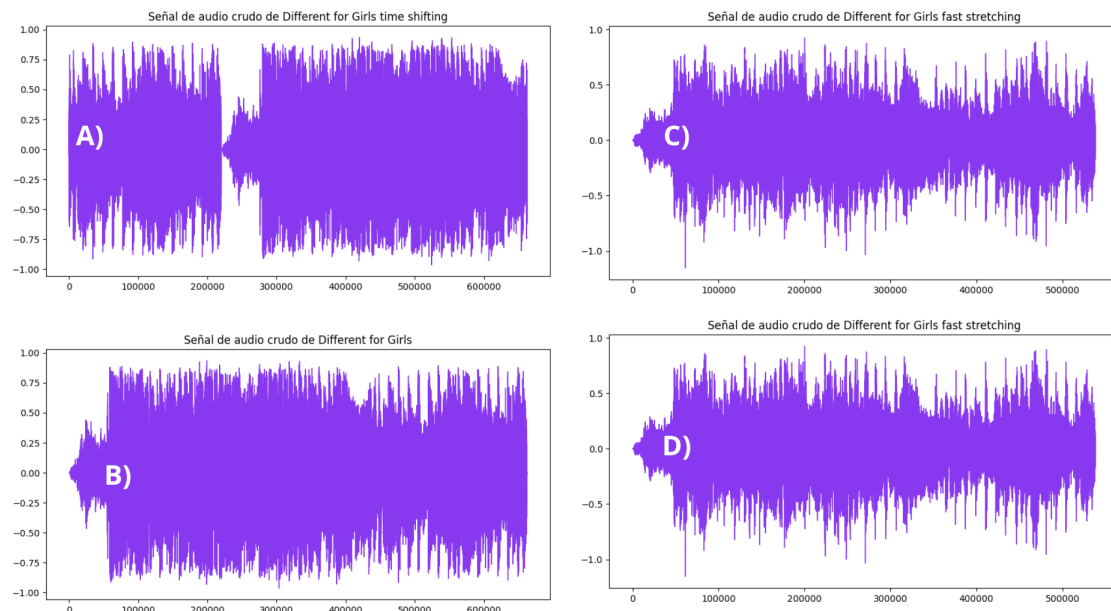 Señal de audio crudo de Different for Girls time shifting
1.00
0.75
0.50
0.25
0.00
−0.25
−0.50
−0.75
−1.00
A)
0 100000 200000 300000 400000 500000 600000
Señal de audio crudo de Different for Girls fast stretching
1.0
0.5
0.0
−0.5
−1.0
C)
0 100000 200000 300000 400000 500000
Señal de audio crudo de Different for Girls
1.00
0.75
0.50
0.25
0.00
−0.25
−0.50
−0.75
−1.00
B)
0 100000 200000 300000 400000 500000 600000
Señal de audio crudo de Different for Girls fast stretching
1.0
0.5
0.0
−0.5
−1.0
D)
0 100000 200000 300000 400000 500000